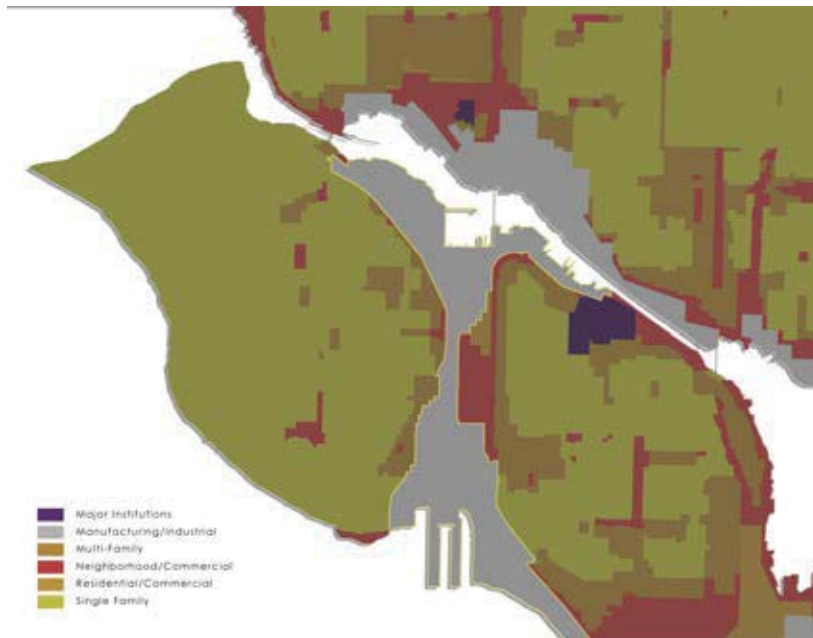 Major Institutions
Manufacturing/Industrial
Multi-Family
Neighborhood/Commercial
Residential/Commercial
Single Family